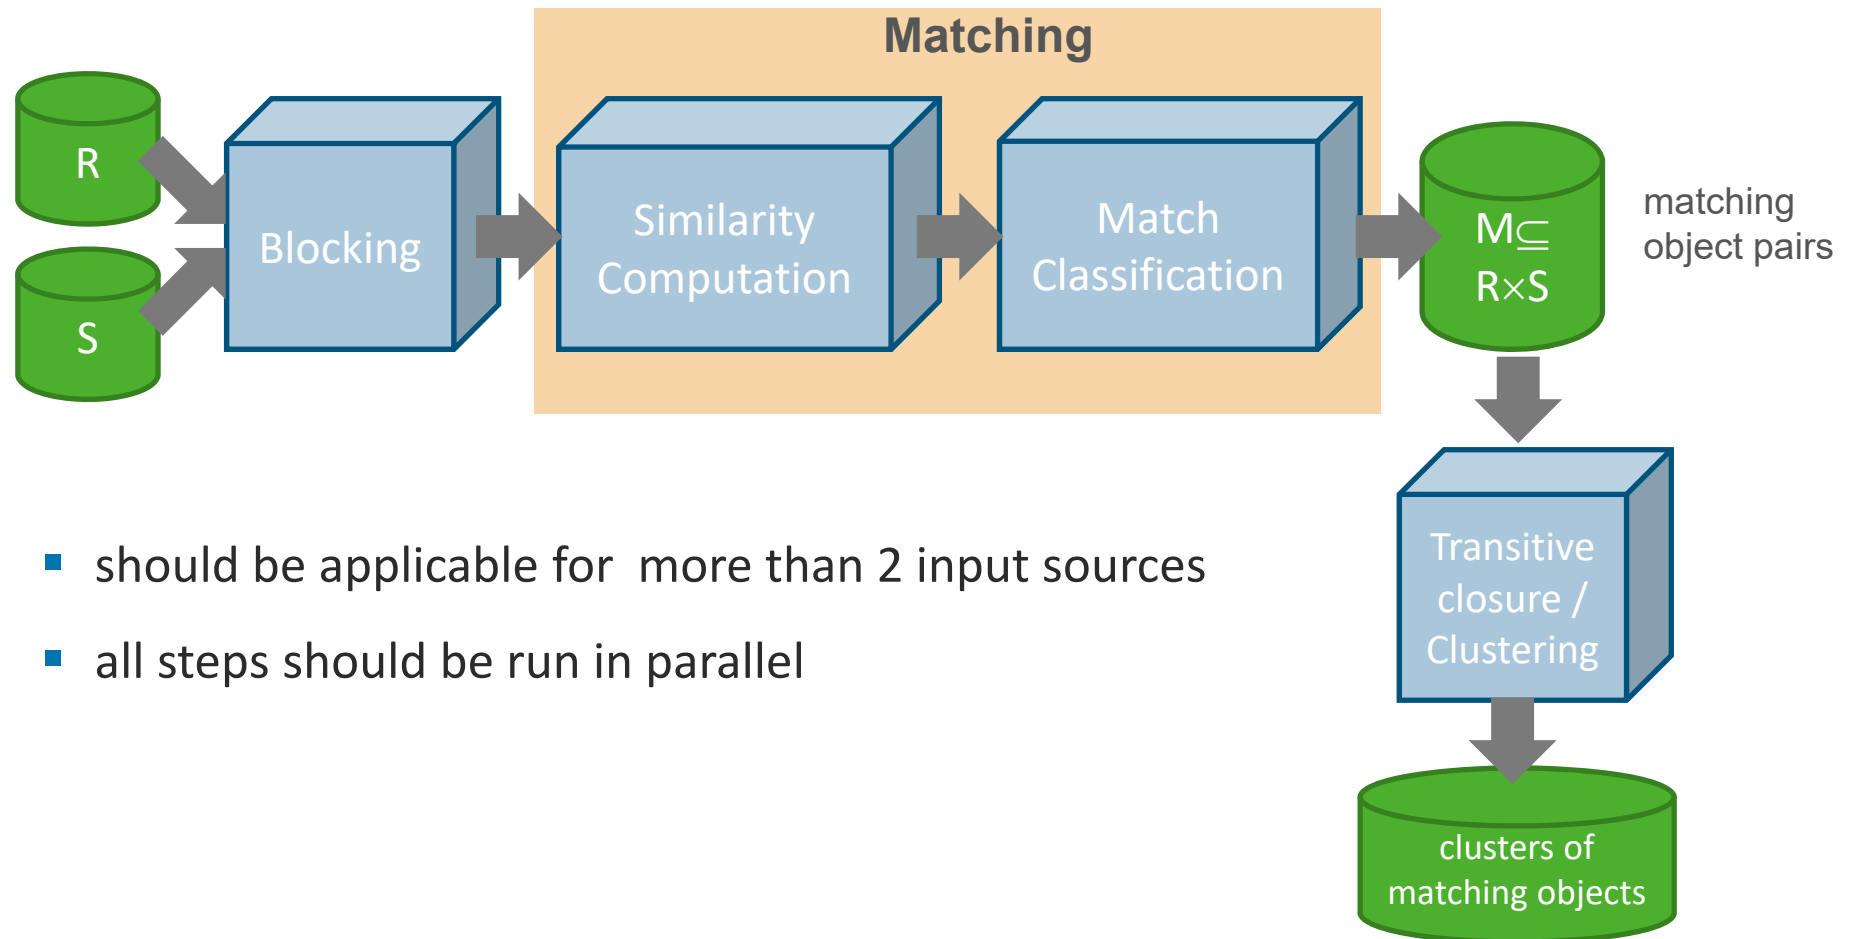 Matching
R
S
Blocking
Similarity
Computation
Match
Classification
M⊆
R×S
matching
object pairs
Transitive
closure /
Clustering
clusters of
matching objects
▪ should be applicable for more than 2 input sources
▪ all steps should be run in parallel